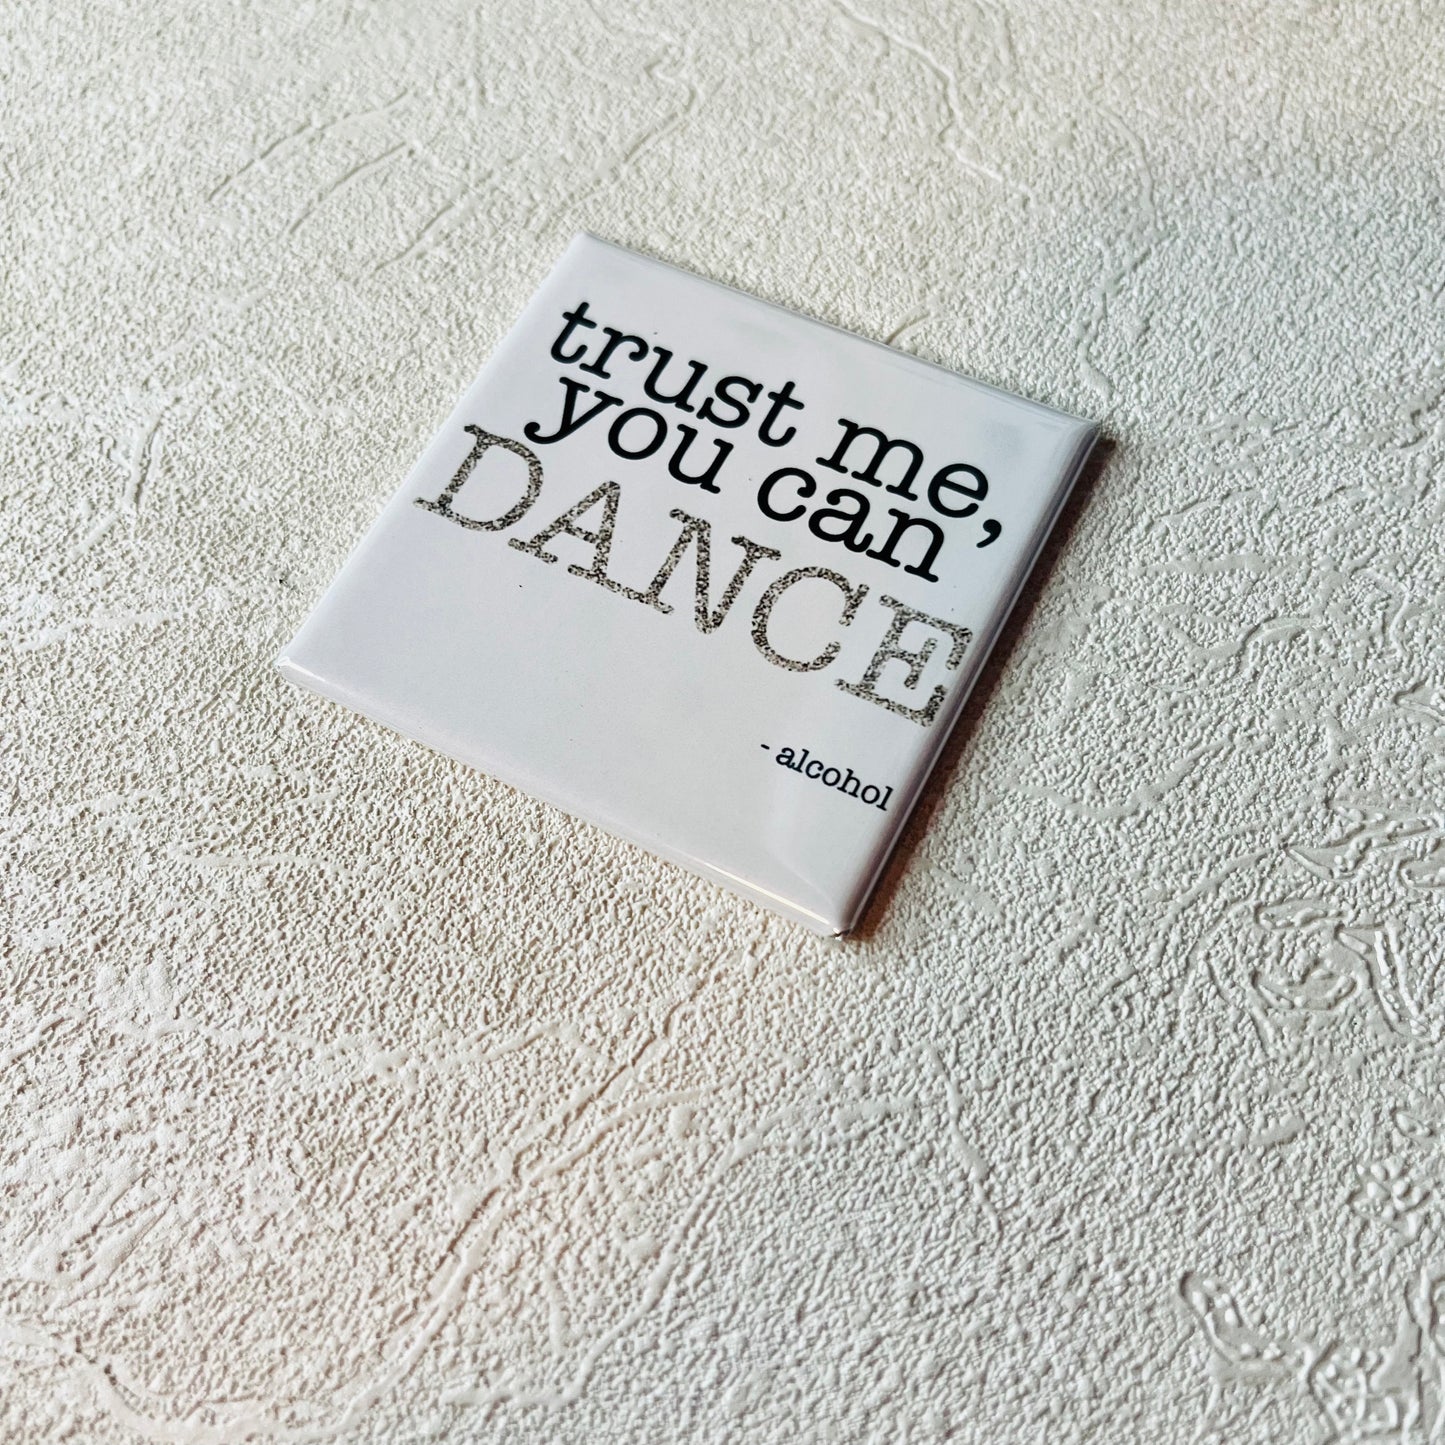 trust me,
you can
DANCE
- alcohol